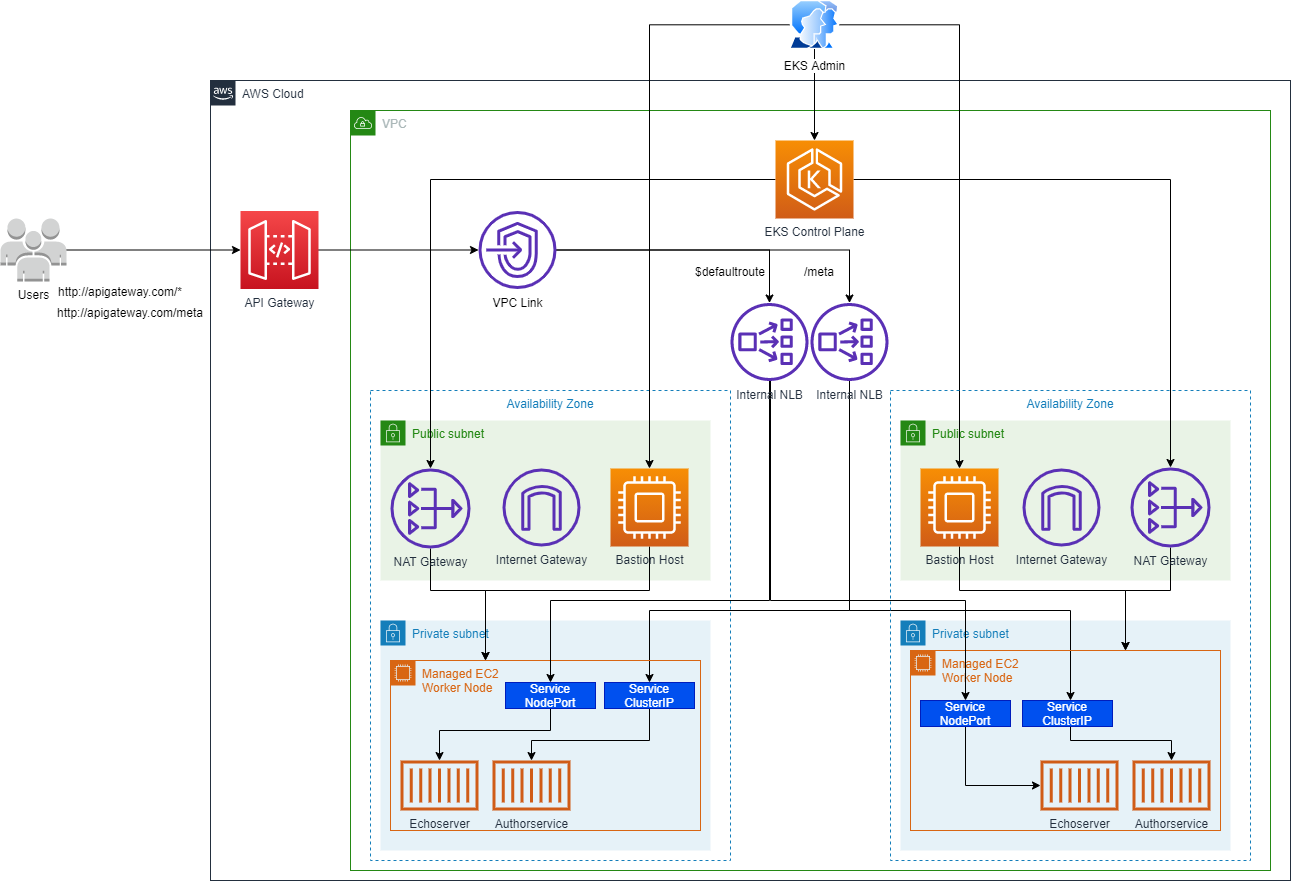 EKS Admin
aws
AWS Cloud
VPC
K
EKS Control Plane
</>
Users
http://apigateway.com/*
http://apigateway.com/meta
API Gateway
VPC Link
$defaultroute
/meta
Internal NLB
Internal NLB
Availability Zone
Public subnet
NAT Gateway
Internet Gateway
Bastion Host
Private subnet
Managed EC2
Worker Node
Service
NodePort
Service
ClusterIP
Echoserver
Authorservice
Availability Zone
Public subnet
Bastion Host
Internet Gateway
NAT Gateway
Private subnet
Managed EC2
Worker Node
Service
NodePort
Service
ClusterIP
Echoserver
Authorservice